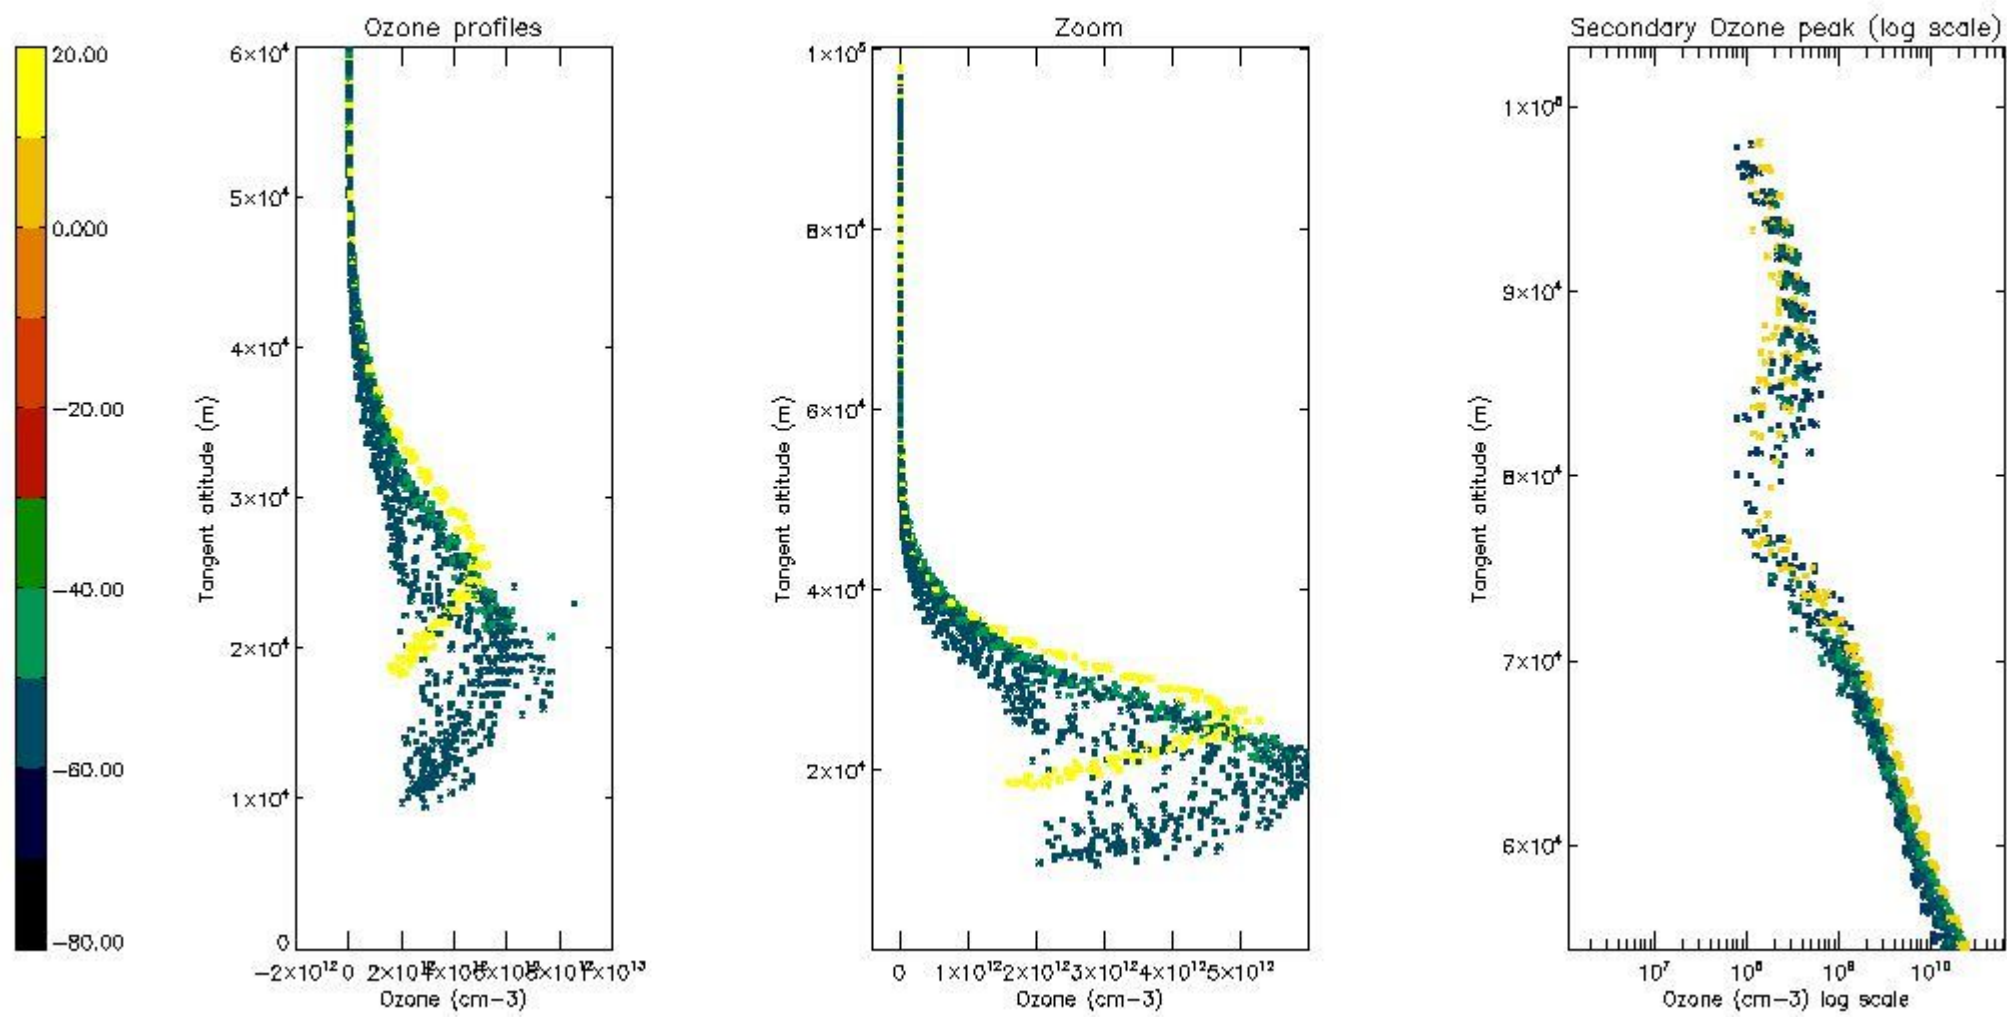 20.00
0.000
−20.00
−40.00
−60.00
−80.00
Ozone profiles
6×10⁴
5×10⁴
4×10⁴
3×10⁴
2×10⁴
1×10⁴
0
Tangent altitude (m)
−2×10¹² 0
Ozone (cm−3)
Zoom
1×10⁵
8×10⁴
6×10⁴
4×10⁴
2×10⁴
Tangent altitude (m)
0 1×10¹² 2×10¹² 3×10¹² 4×10¹² 5×10¹²
Ozone (cm−3)
Secondary Ozone peak (log scale)
9×10⁴
8×10⁴
7×10⁴
6×10⁴
Tangent altitude (m)
10⁷ 10⁸ 10⁹ 10¹⁰
Ozone (cm−3) log scale